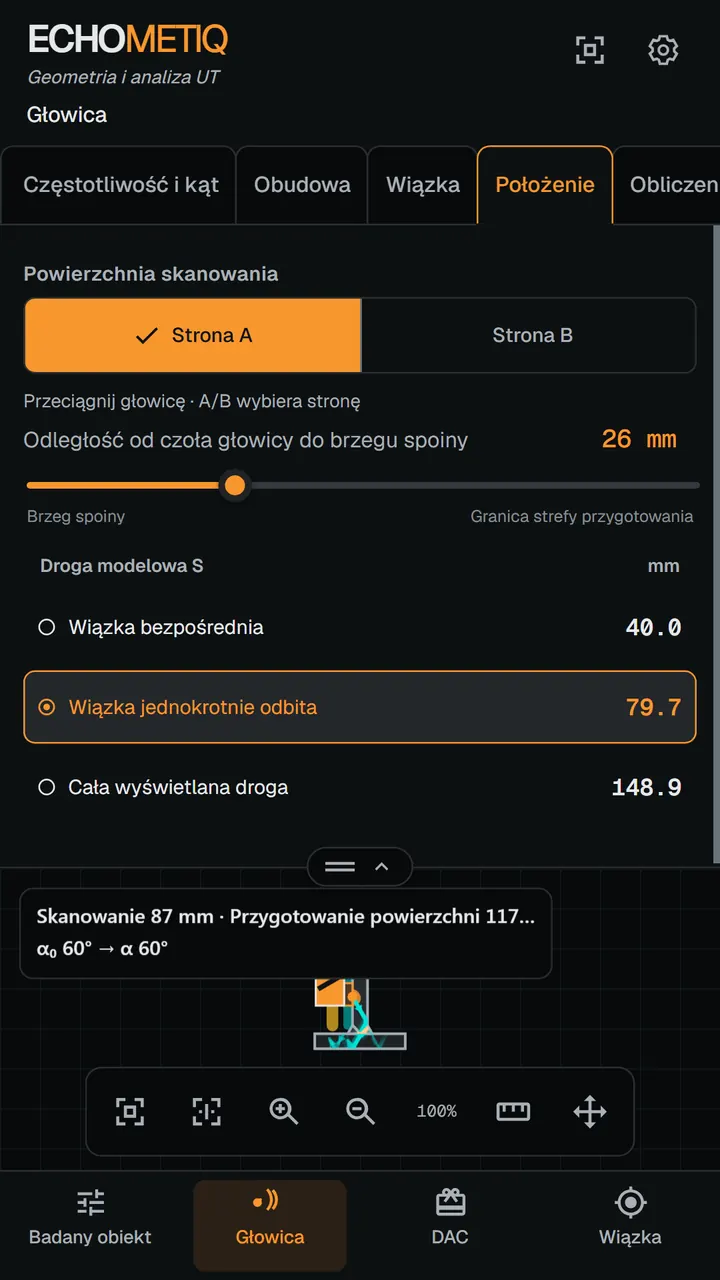 ECHOMETIQ
Geometria i analiza UT
Głowica
Częstotliwość i kąt
Obudowa
Wiązka
Położenie
Obliczen
Powierzchnia skanowania
Strona A
Strona B
Przeciągnij głowicę · A/B wybiera stronę
Odległość od czoła głowicy do brzegu spoiny
26 mm
Brzeg spoiny
Granica strefy przygotowania
Droga modelowa S
mm
Wiązka bezpośrednia
40.0
Wiązka jednokrotnie odbita
79.7
Cała wyświetlana droga
148.9
Skanowanie 87 mm · Przygotowanie powierzchni 117...
α₀ 60° → α 60°
100%
Badany obiekt
Głowica
DAC
Wiązka